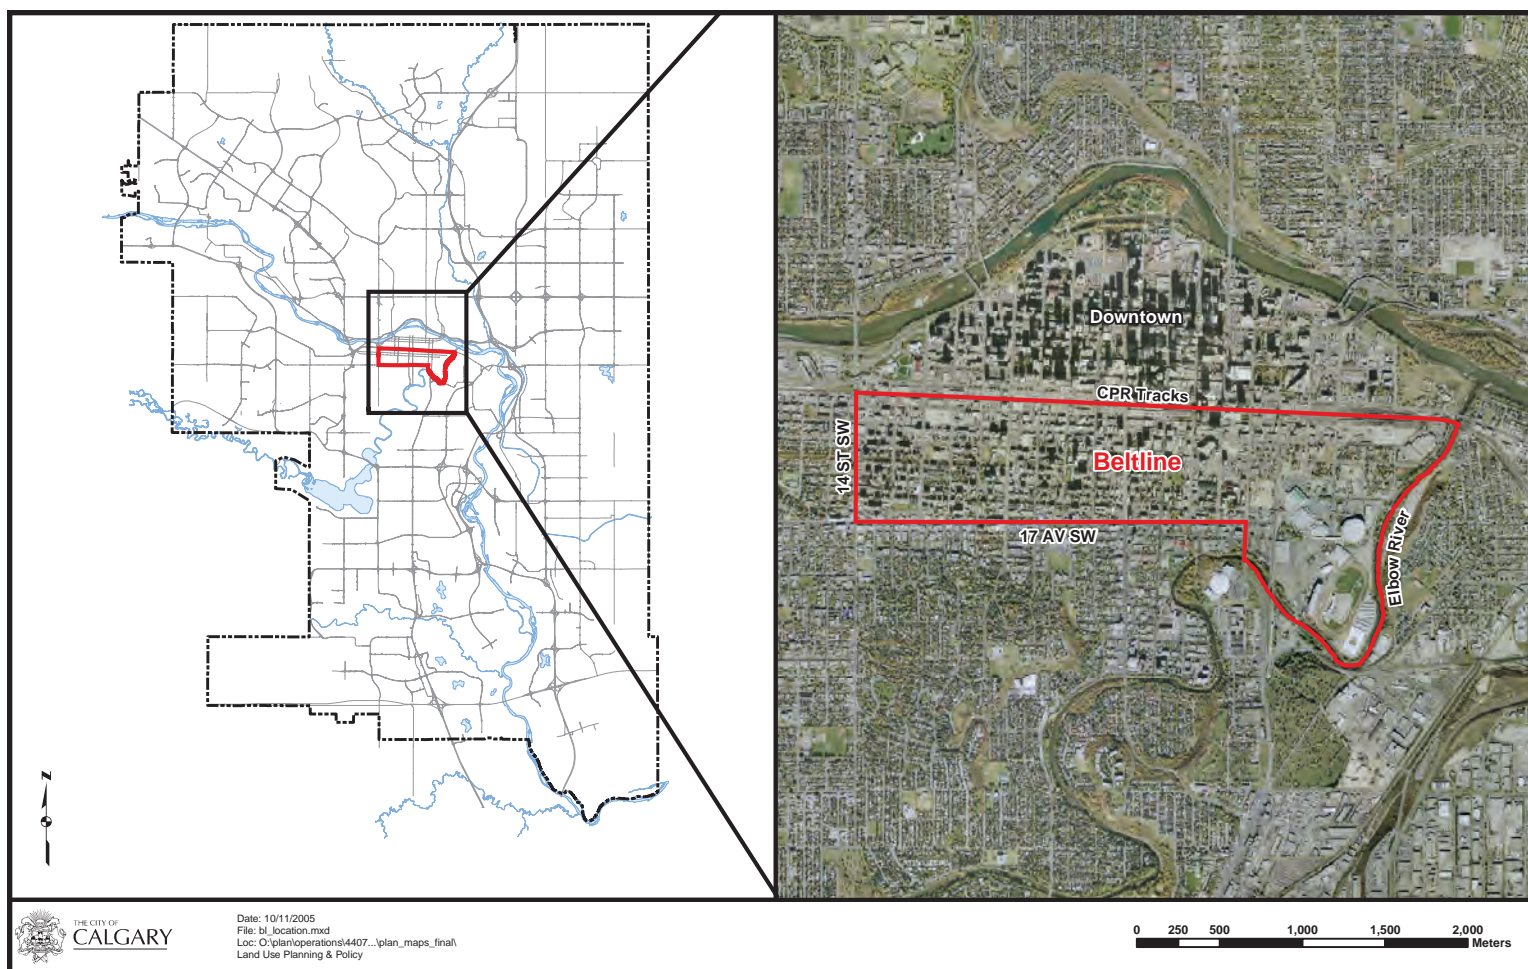 Downtown
CPR Tracks
14 ST SW
Beltline
17 AV SW
Elbow River
N
THE CITY OF
CALGARY
Date: 10/11/2005
File: bl_location.mxd
Loc: O:\plan\operations\4407...\plan_maps_final\
Land Use Planning & Policy
0 250 500 1,000 1,500 2,000
Meters